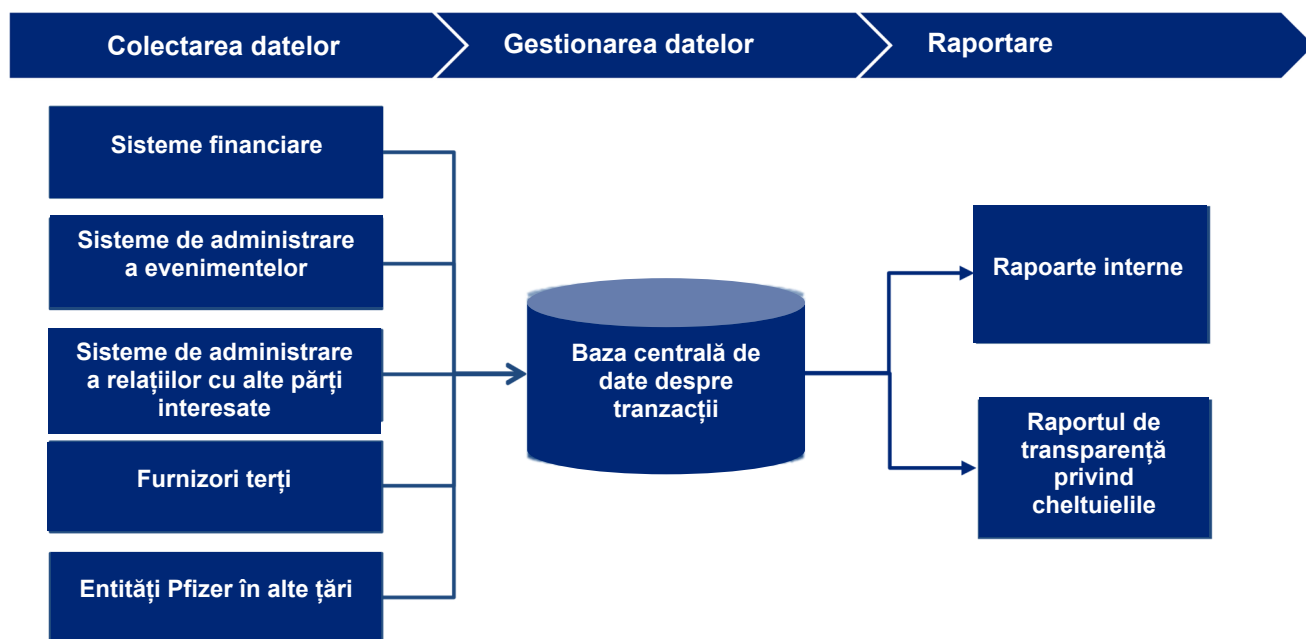 Colectarea datelor
Gestionarea datelor
Raportare
Sisteme financiare
Sisteme de administrare
a evenimentelor
Sisteme de administrare
a relațiilor cu alte părți
interesate
Furnizori terți
Entități Pfizer în alte țări
Baza centrală de
date despre
tranzacții
Rapoarte interne
Raportul de
transparență
privind
cheltuielile